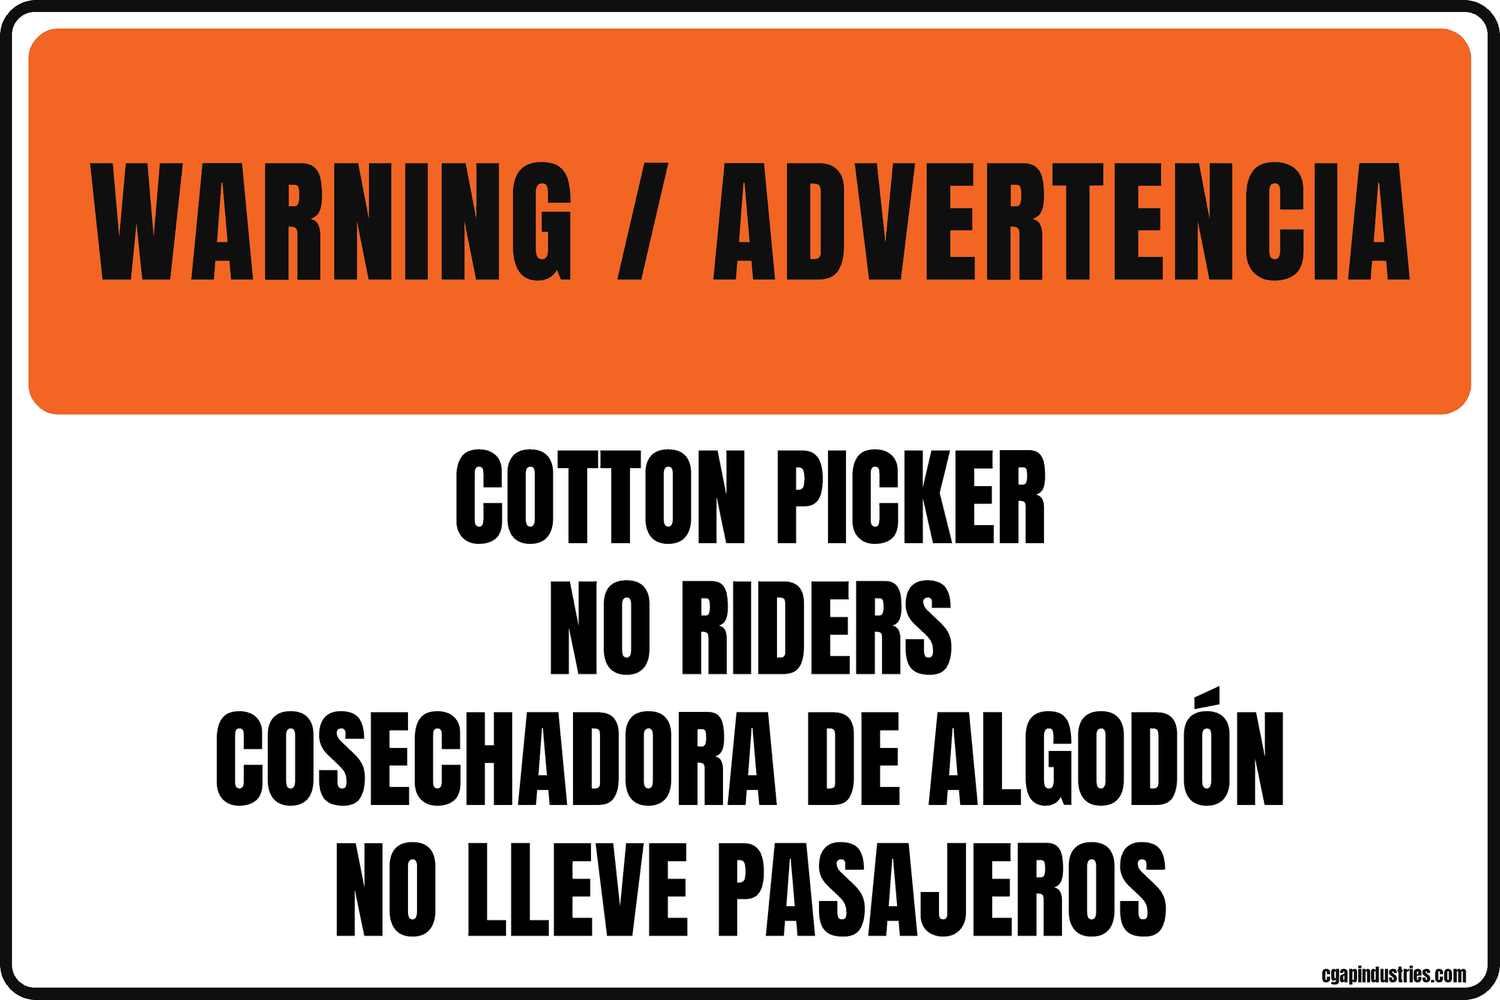 WARNING / ADVERTENCIA
COTTON PICKER
NO RIDERS
COSECHADORA DE ALGODÓN
NO LLEVE PASAJEROS
cgapindustries.com